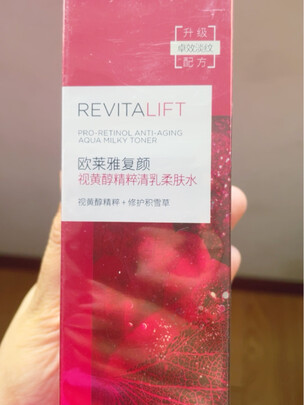 升级
卓效淡纹
配方
REVITALIFT
PRO-RETINOL ANTI-AGING
AQUA MILKY TONER
欧莱雅复颜
视黄醇精粹清乳柔肤水
视黄醇精粹+修护积雪草